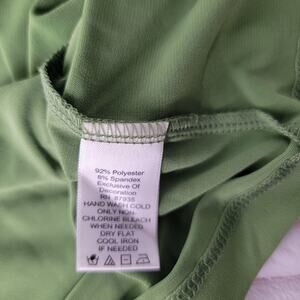 92% Polyester
8% Spandex
Exclusive Of
Decoration
RN 87935
HAND WASH COLD
ONLY NON-
CHLORINE BLEACH
WHEN NEEDED
DRY FLAT
COOL IRON
IF NEEDED